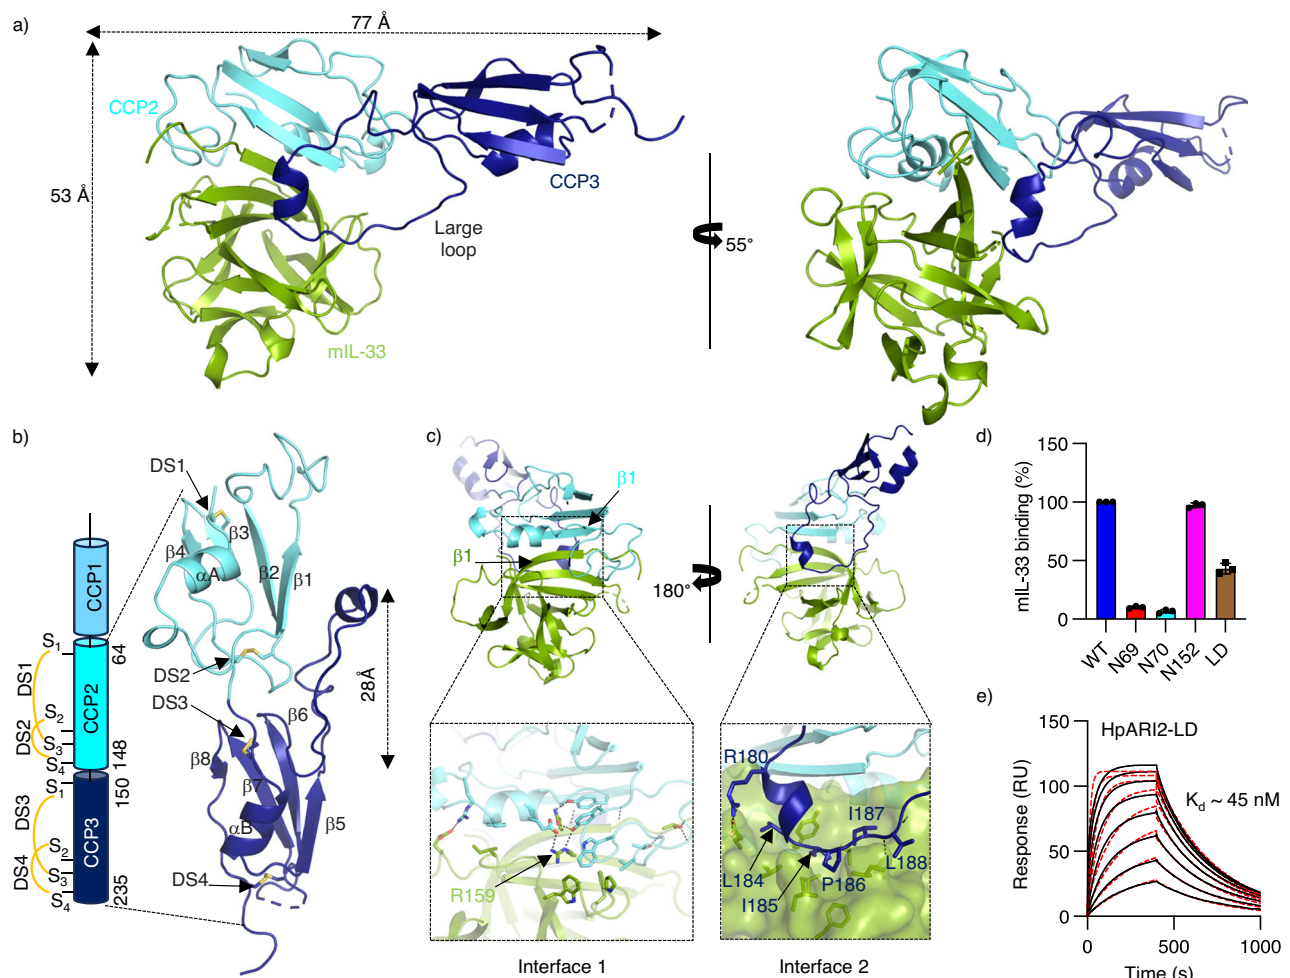 a)
77 Å
CCP2
CCP3
53 Å
Large
loop
mIL-33
55°
b)
DS1
β3
β4
αA
β2
β1
DS2
DS3
28Å
β6
β8
β7
αB
β5
DS4
CCP1
CCP2
CCP3
S1
S2
S3
S4
S1
S2
S3
S4
DS1
DS2
DS3
DS4
64
148
150
235
c)
β1
β1
180°
R159
Interface 1
R180
I187
L188
L184
P186
I185
Interface 2
d)
150
100
50
0
mIL-33 binding (%)
WT
N69
N70
N152
LD
e)
150
100
50
0
Response (RU)
HpARI2-LD
Kd ~ 45 nM
0
500
1000
Time (s)